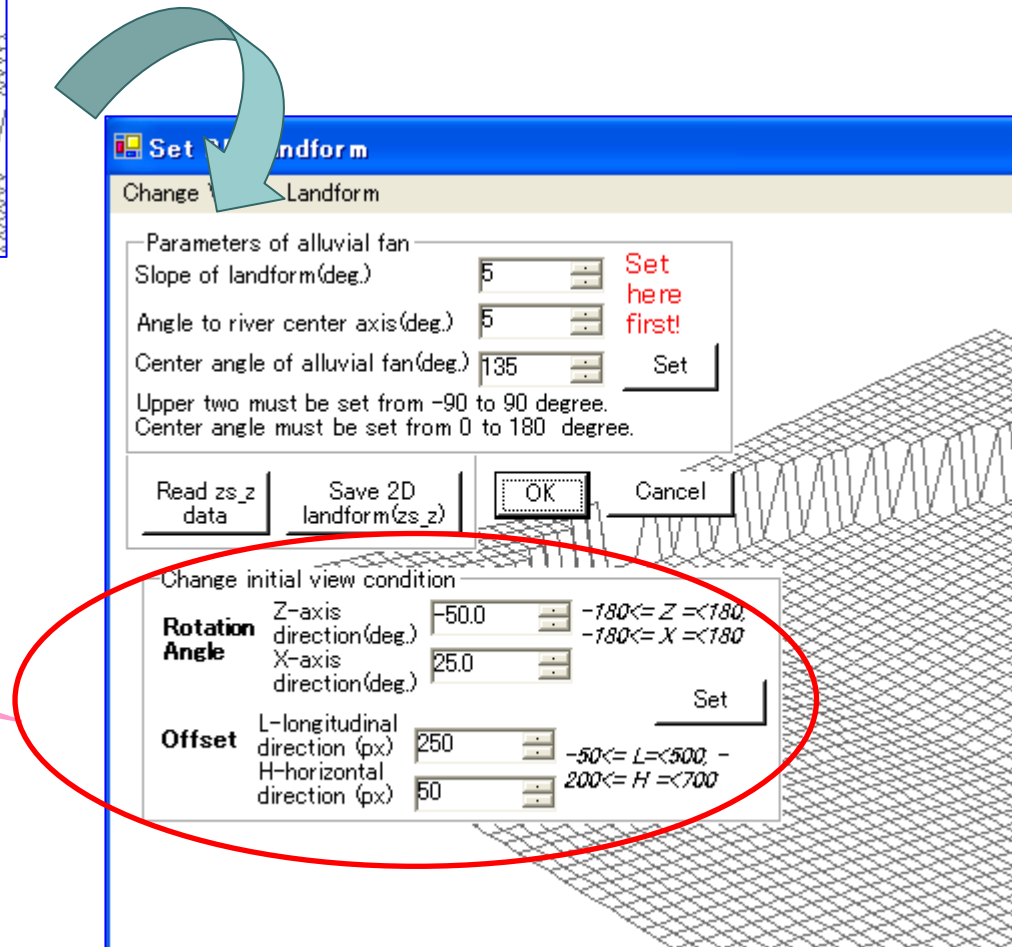 Set ndform
Change Landform
Parameters of alluvial fan
Slope of landform(deg.) 5
Set
here
first!
Angle to river center axis(deg.) 5
Center angle of alluvial fan(deg.) 135 Set
Upper two must be set from -90 to 90 degree.
Center angle must be set from 0 to 180 degree.
Read zs_z
data
Save 2D
landform(zs_z)
OK Cancel
Change initial view condition
Rotation
Angle
Z-axis
direction(deg.) -50.0
-180<= Z =<180,
-180<= X =<180
X-axis
direction(deg.) 25.0
Set
Offset
L-longitudinal
direction (px) 250
-50<= L=<500, -
200<= H =<700
H-horizontal
direction (px) 50